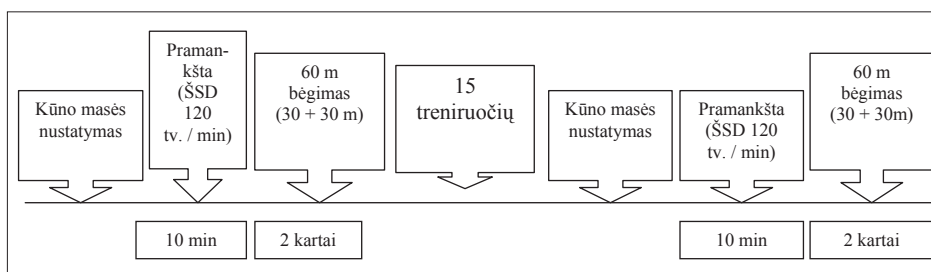 Kūno masės
nustatymas
Praman-
kšta
(ŠSD
120
tv. / min)
60 m
bėgimas
(30 + 30 m)
15
treniruočių
Kūno masės
nustatymas
Pramankšta
(ŠSD 120
tv. / min)
60 m
bėgimas
(30 + 30m)
10 min
2 kartai
10 min
2 kartai